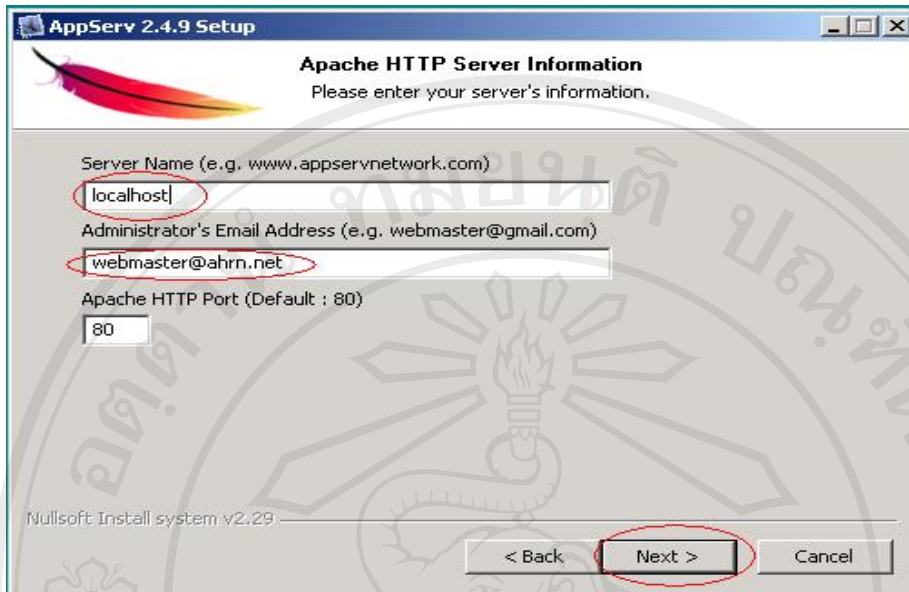 AppServ 2.4.9 Setup
Apache HTTP Server Information
Please enter your server's information.
Server Name (e.g. www.appservnetwork.com)
localhost
Administrator's Email Address (e.g. webmaster@gmail.com)
webmaster@ahrn.net
Apache HTTP Port (Default : 80)
80
Nullsoft Install system v2.29
< Back
Next >
Cancel